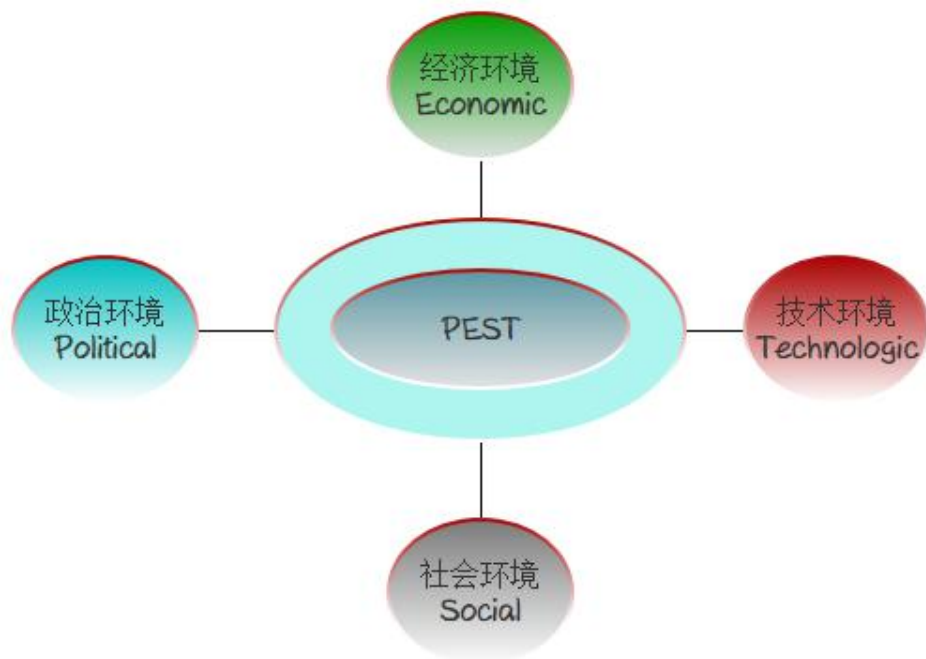 经济环境
Economic
政治环境
Political
PEST
技术环境
Technologic
社会环境
Social